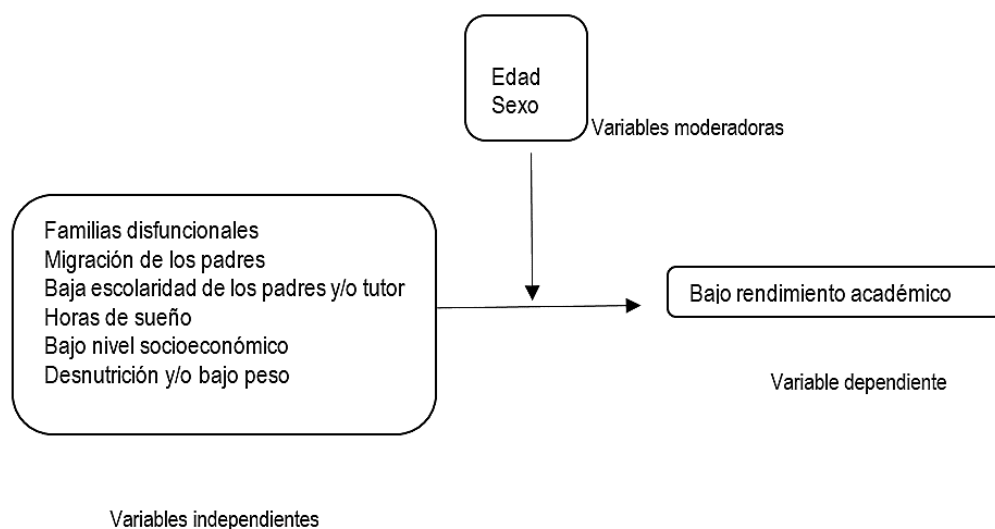 Edad
Sexo
Variables moderadoras
Familias disfuncionales
Migración de los padres
Baja escolaridad de los padres y/o tutor
Horas de sueño
Bajo nivel socioeconómico
Desnutrición y/o bajo peso
Bajo rendimiento académico
Variable dependiente
Variables independientes